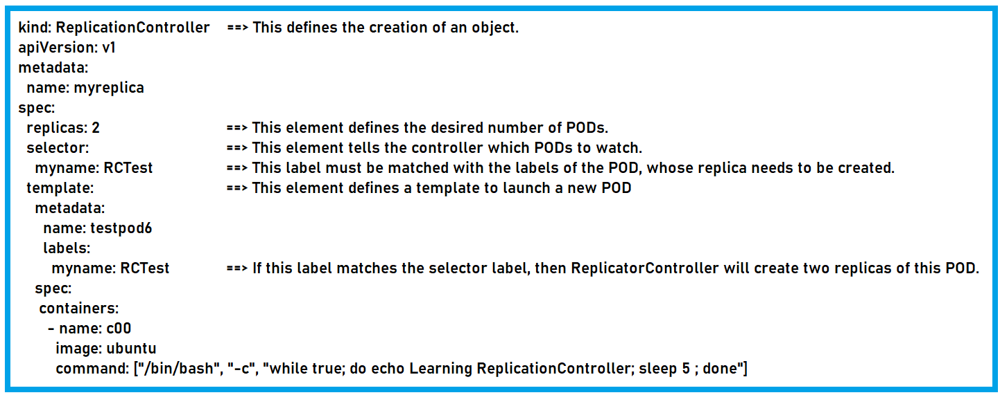 kind: ReplicationController ==> This defines the creation of an object.
apiVersion: v1
metadata:
name: myreplica
spec:
replicas: 2 ==> This element defines the desired number of PODs.
selector: ==> This element tells the controller which PODs to watch.
myname: RCTest ==> This label must be matched with the labels of the POD, whose replica needs to be created.
template: ==> This element defines a template to launch a new POD
metadata:
name: testpod6
labels:
myname: RCTest ==> If this label matches the selector label, then ReplicatorController will create two replicas of this POD.
spec:
containers:
- name: c00
image: ubuntu
command: ["/bin/bash", "-c", "while true; do echo Learning ReplicationController; sleep 5 ; done"]